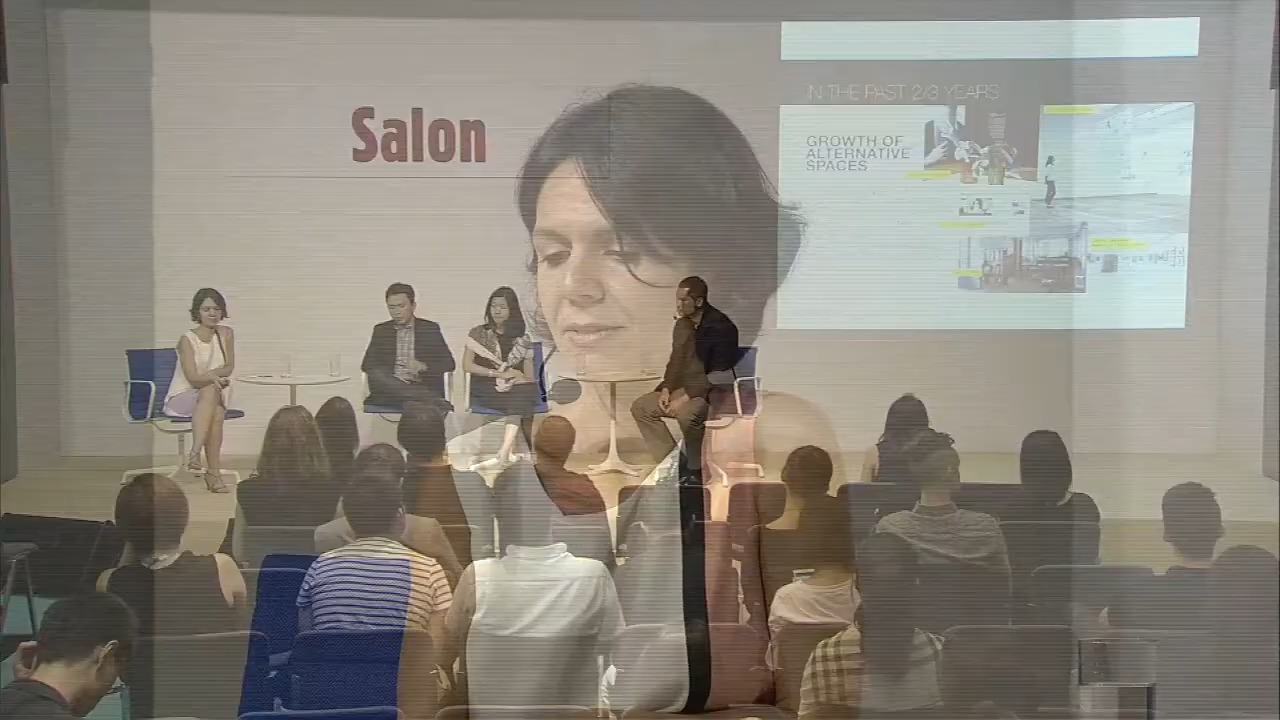 Salon
IN THE PAST 2/3 YEARS
GROWTH OF
ALTERNATIVE
SPACES